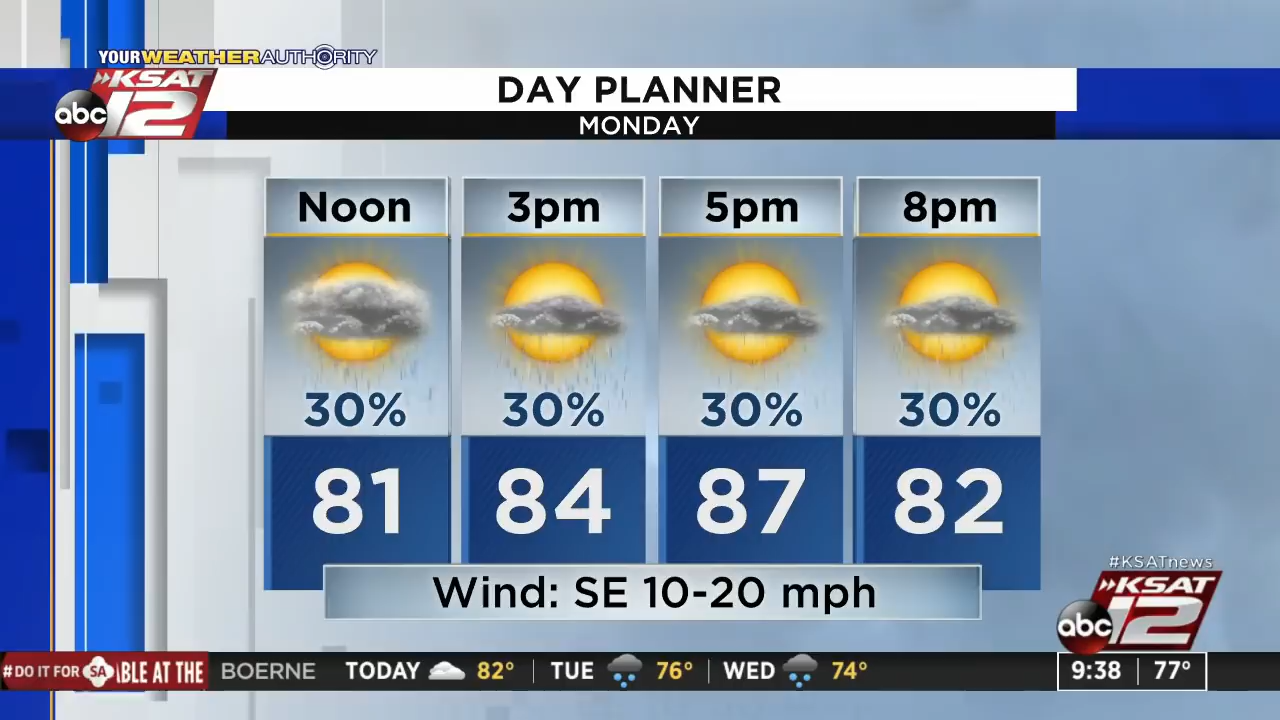 YOURWEATHERAUTHORITY
KSAT
abc 12
DAY PLANNER
MONDAY
Noon 3pm 5pm 8pm
30% 30% 30% 30%
81 84 87 82
Wind: SE 10-20 mph
#KSATnews
KSAT
abc 12
#DO IT FOR SA BLE AT THE BOERNE TODAY 82° TUE 76° WED 74° 9:38 77°